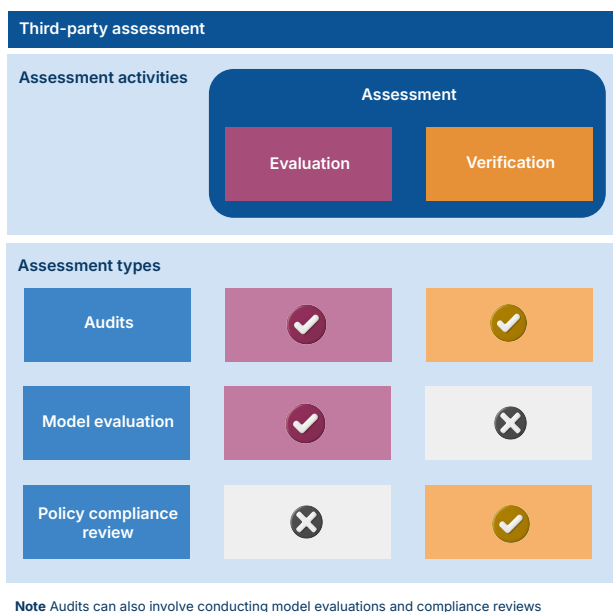 Third-party assessment
Assessment activities
Assessment
Evaluation
Verification
Assessment types
Audits
Model evaluation
Policy compliance
review
Note Audits can also involve conducting model evaluations and compliance reviews